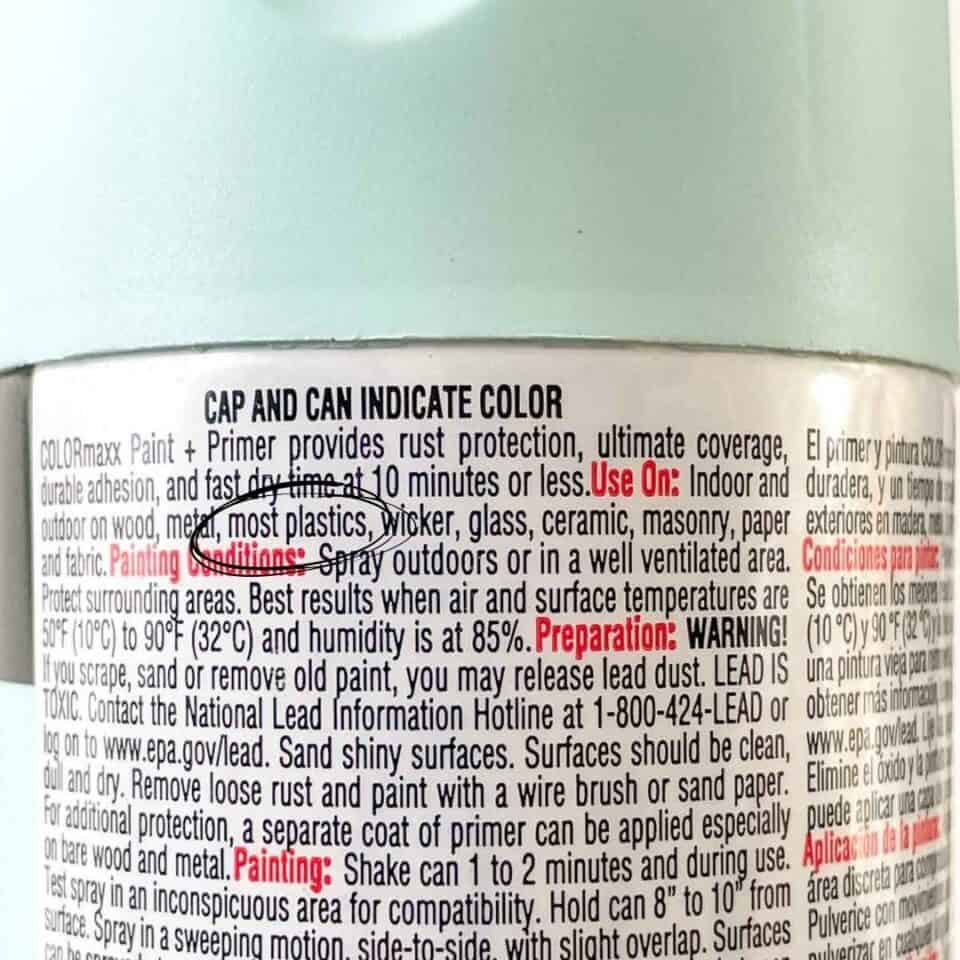 CAP AND CAN INDICATE COLOR
COLORmaxx Paint + Primer provides rust protection, ultimate coverage,
durable adhesion, and fast dry time at 10 minutes or less. Use On: Indoor and
outdoor on wood, metal, most plastics, wicker, glass, ceramic, masonry, paper
and fabric. Painting Conditions: Spray outdoors or in a well ventilated area.
Protect surrounding areas. Best results when air and surface temperatures are
50°F (10°C) to 90°F (32°C) and humidity is at 85%. Preparation: WARNING!
If you scrape, sand or remove old paint, you may release lead dust. LEAD IS
TOXIC. Contact the National Lead Information Hotline at 1-800-424-LEAD or
log on to www.epa.gov/lead. Sand shiny surfaces. Surfaces should be clean,
dull and dry. Remove loose rust and paint with a wire brush or sand paper.
For additional protection, a separate coat of primer can be applied especially
on bare wood and metal. Painting: Shake can 1 to 2 minutes and during use.
Test spray in an inconspicuous area for compatibility. Hold can 8" to 10" from
surface. Spray in a sweeping motion, side-to-side, with slight overlap. Surfaces
can be
El primer y pintura
duradera, y un tiempo
exteriores en madera,
Condiciones para pintar:
Se obtienen los mejores
(10 °C) y 90 °F (32 °C)
una pintura vieja para
obtener más información,
www.epa.gov/lead. Lije
Elimine el óxido y la
puede aplicar una capa
Aplicación de la pintura:
área discreta para
Pulverice con
pulverizar en cualquier